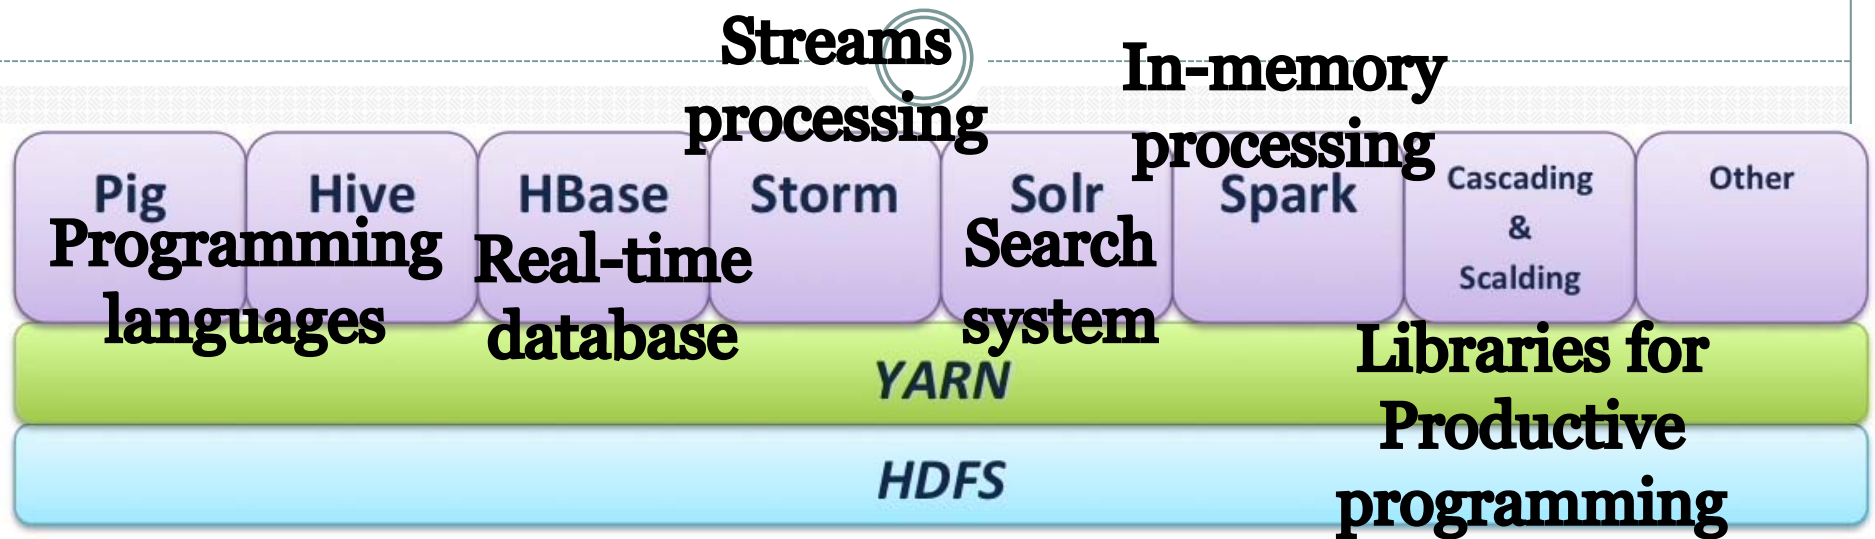 Streams
processing
In-memory
processing
Pig
Hive
HBase
Storm
Solr
Spark
Cascading
&
Scalding
Other
Programming
languages
Real-time
database
Search
system
Libraries for
Productive
programming
YARN
HDFS